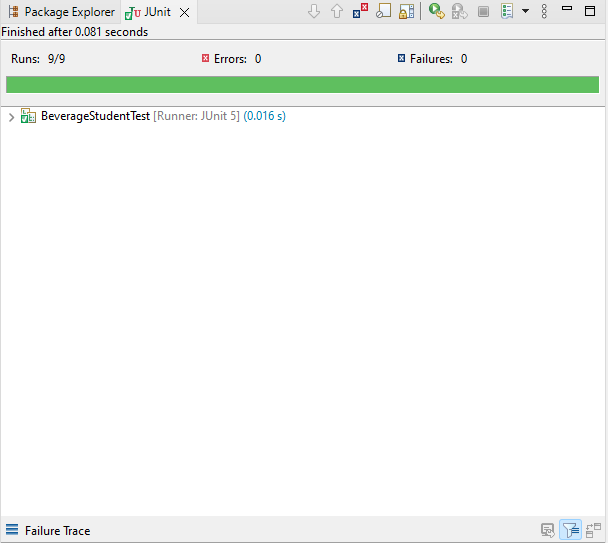 Package Explorer JUnit
Finished after 0.081 seconds
Runs: 9/9 Errors: 0 Failures: 0
BeverageStudentTest [Runner: JUnit 5] (0.016 s)
Failure Trace